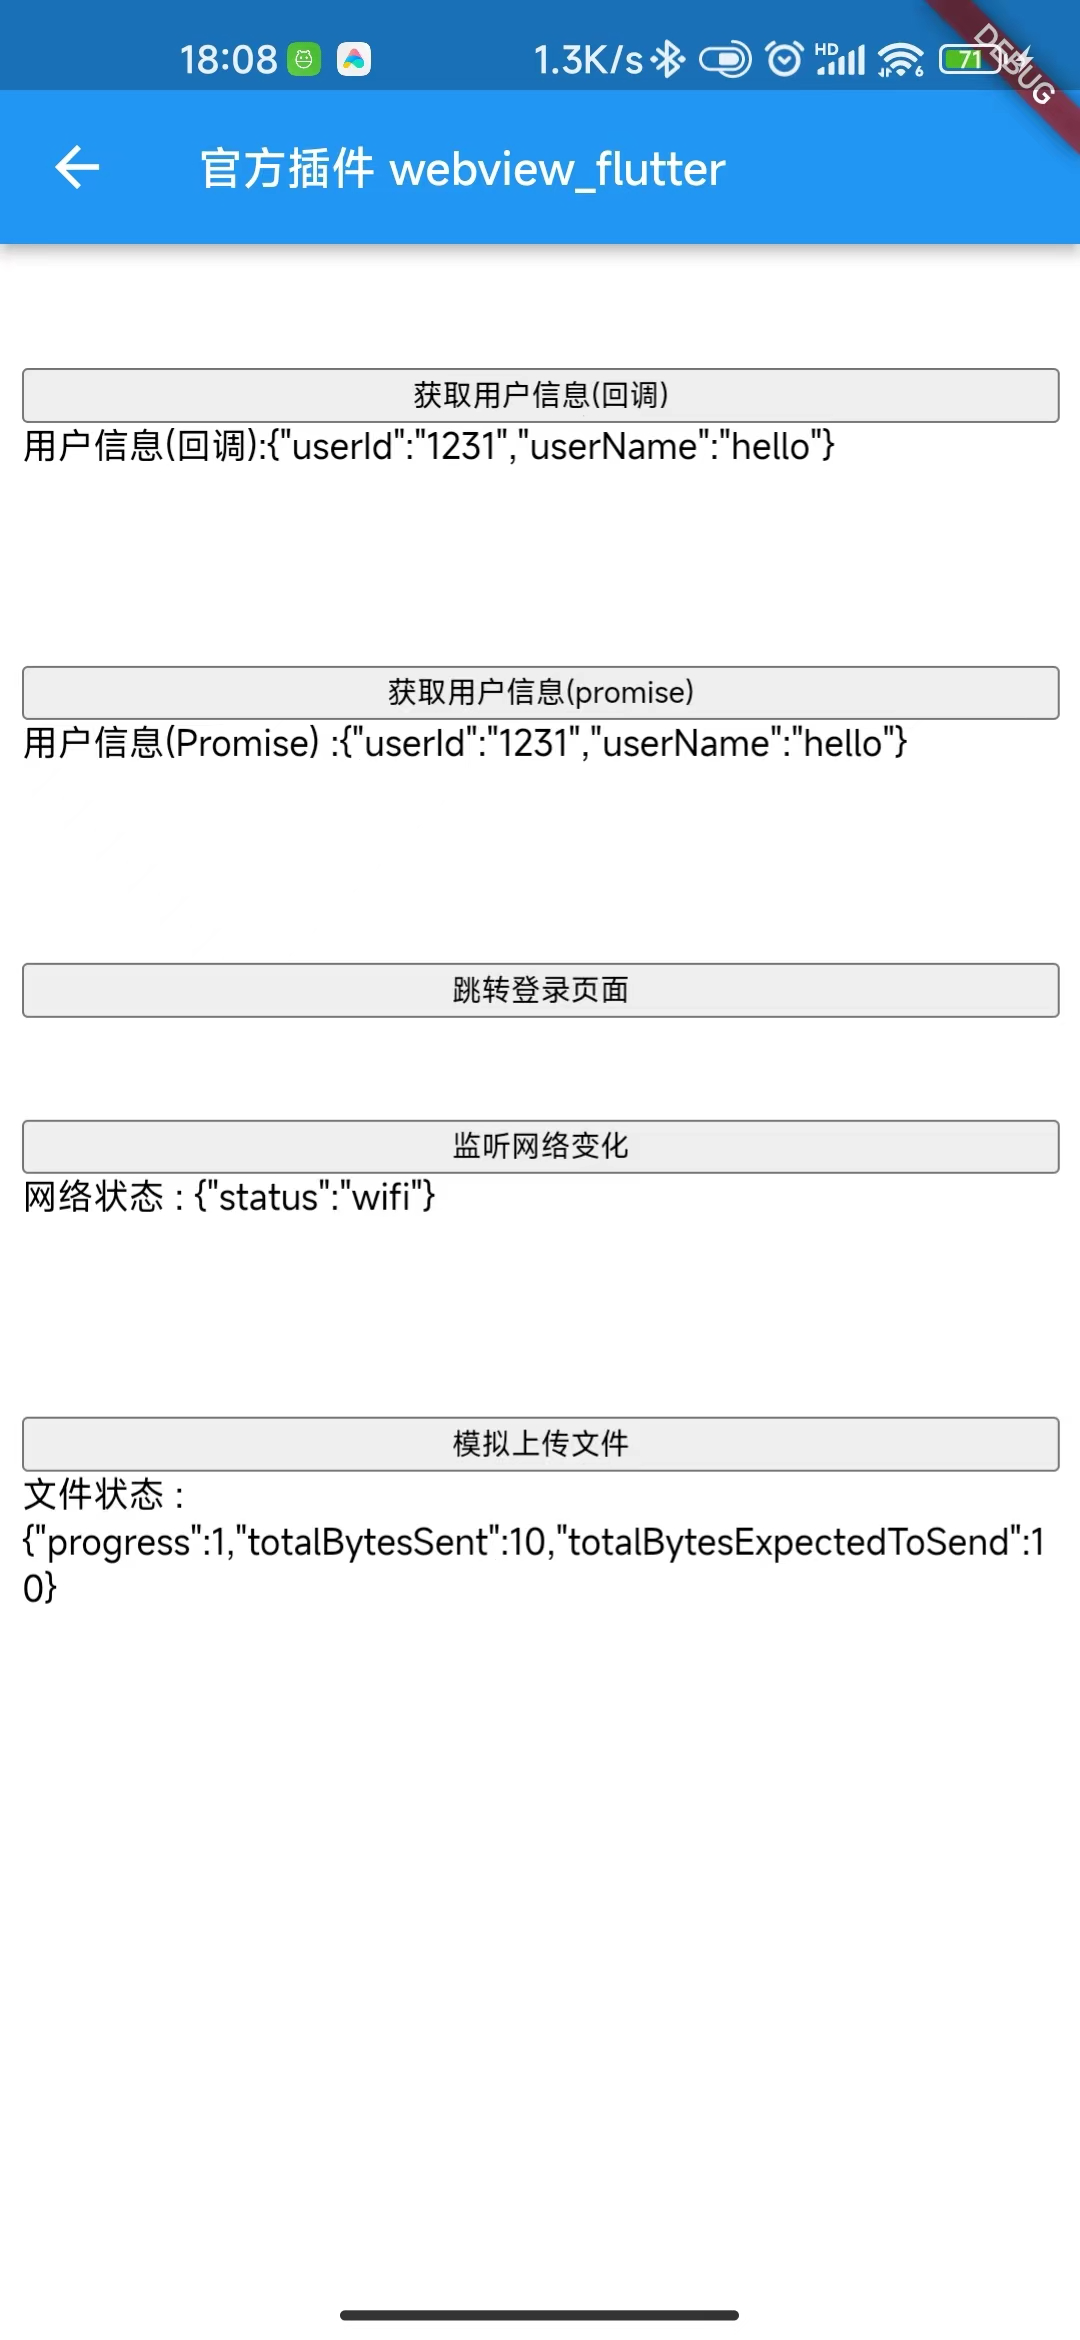 18:08 1.3K/s HD 6 71
DEBUG
官方插件 webview_flutter
获取用户信息(回调)
用户信息(回调):{"userId":"1231","userName":"hello"}
获取用户信息(promise)
用户信息(Promise) :{"userId":"1231","userName":"hello"}
跳转登录页面
监听网络变化
网络状态 : {"status":"wifi"}
模拟上传文件
文件状态 :
{"progress":1,"totalBytesSent":10,"totalBytesExpectedToSend":1
0}